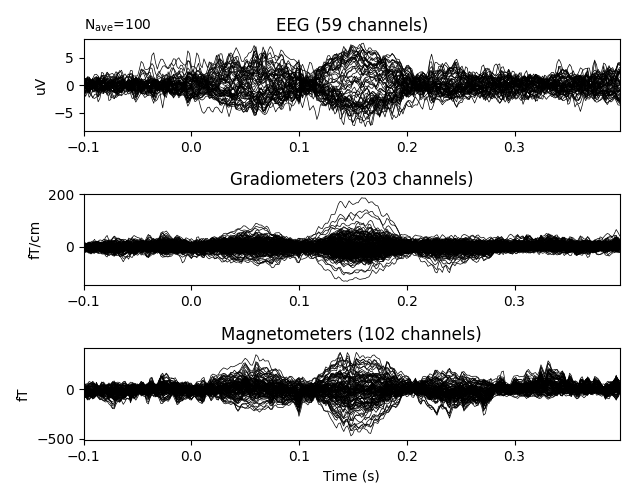 Nave=100
EEG (59 channels)
5
0
−5
uV
−0.1 0.0 0.1 0.2 0.3
Gradiometers (203 channels)
200
0
fT/cm
−0.1 0.0 0.1 0.2 0.3
Magnetometers (102 channels)
0
−500
fT
−0.1 0.0 0.1 0.2 0.3
Time (s)